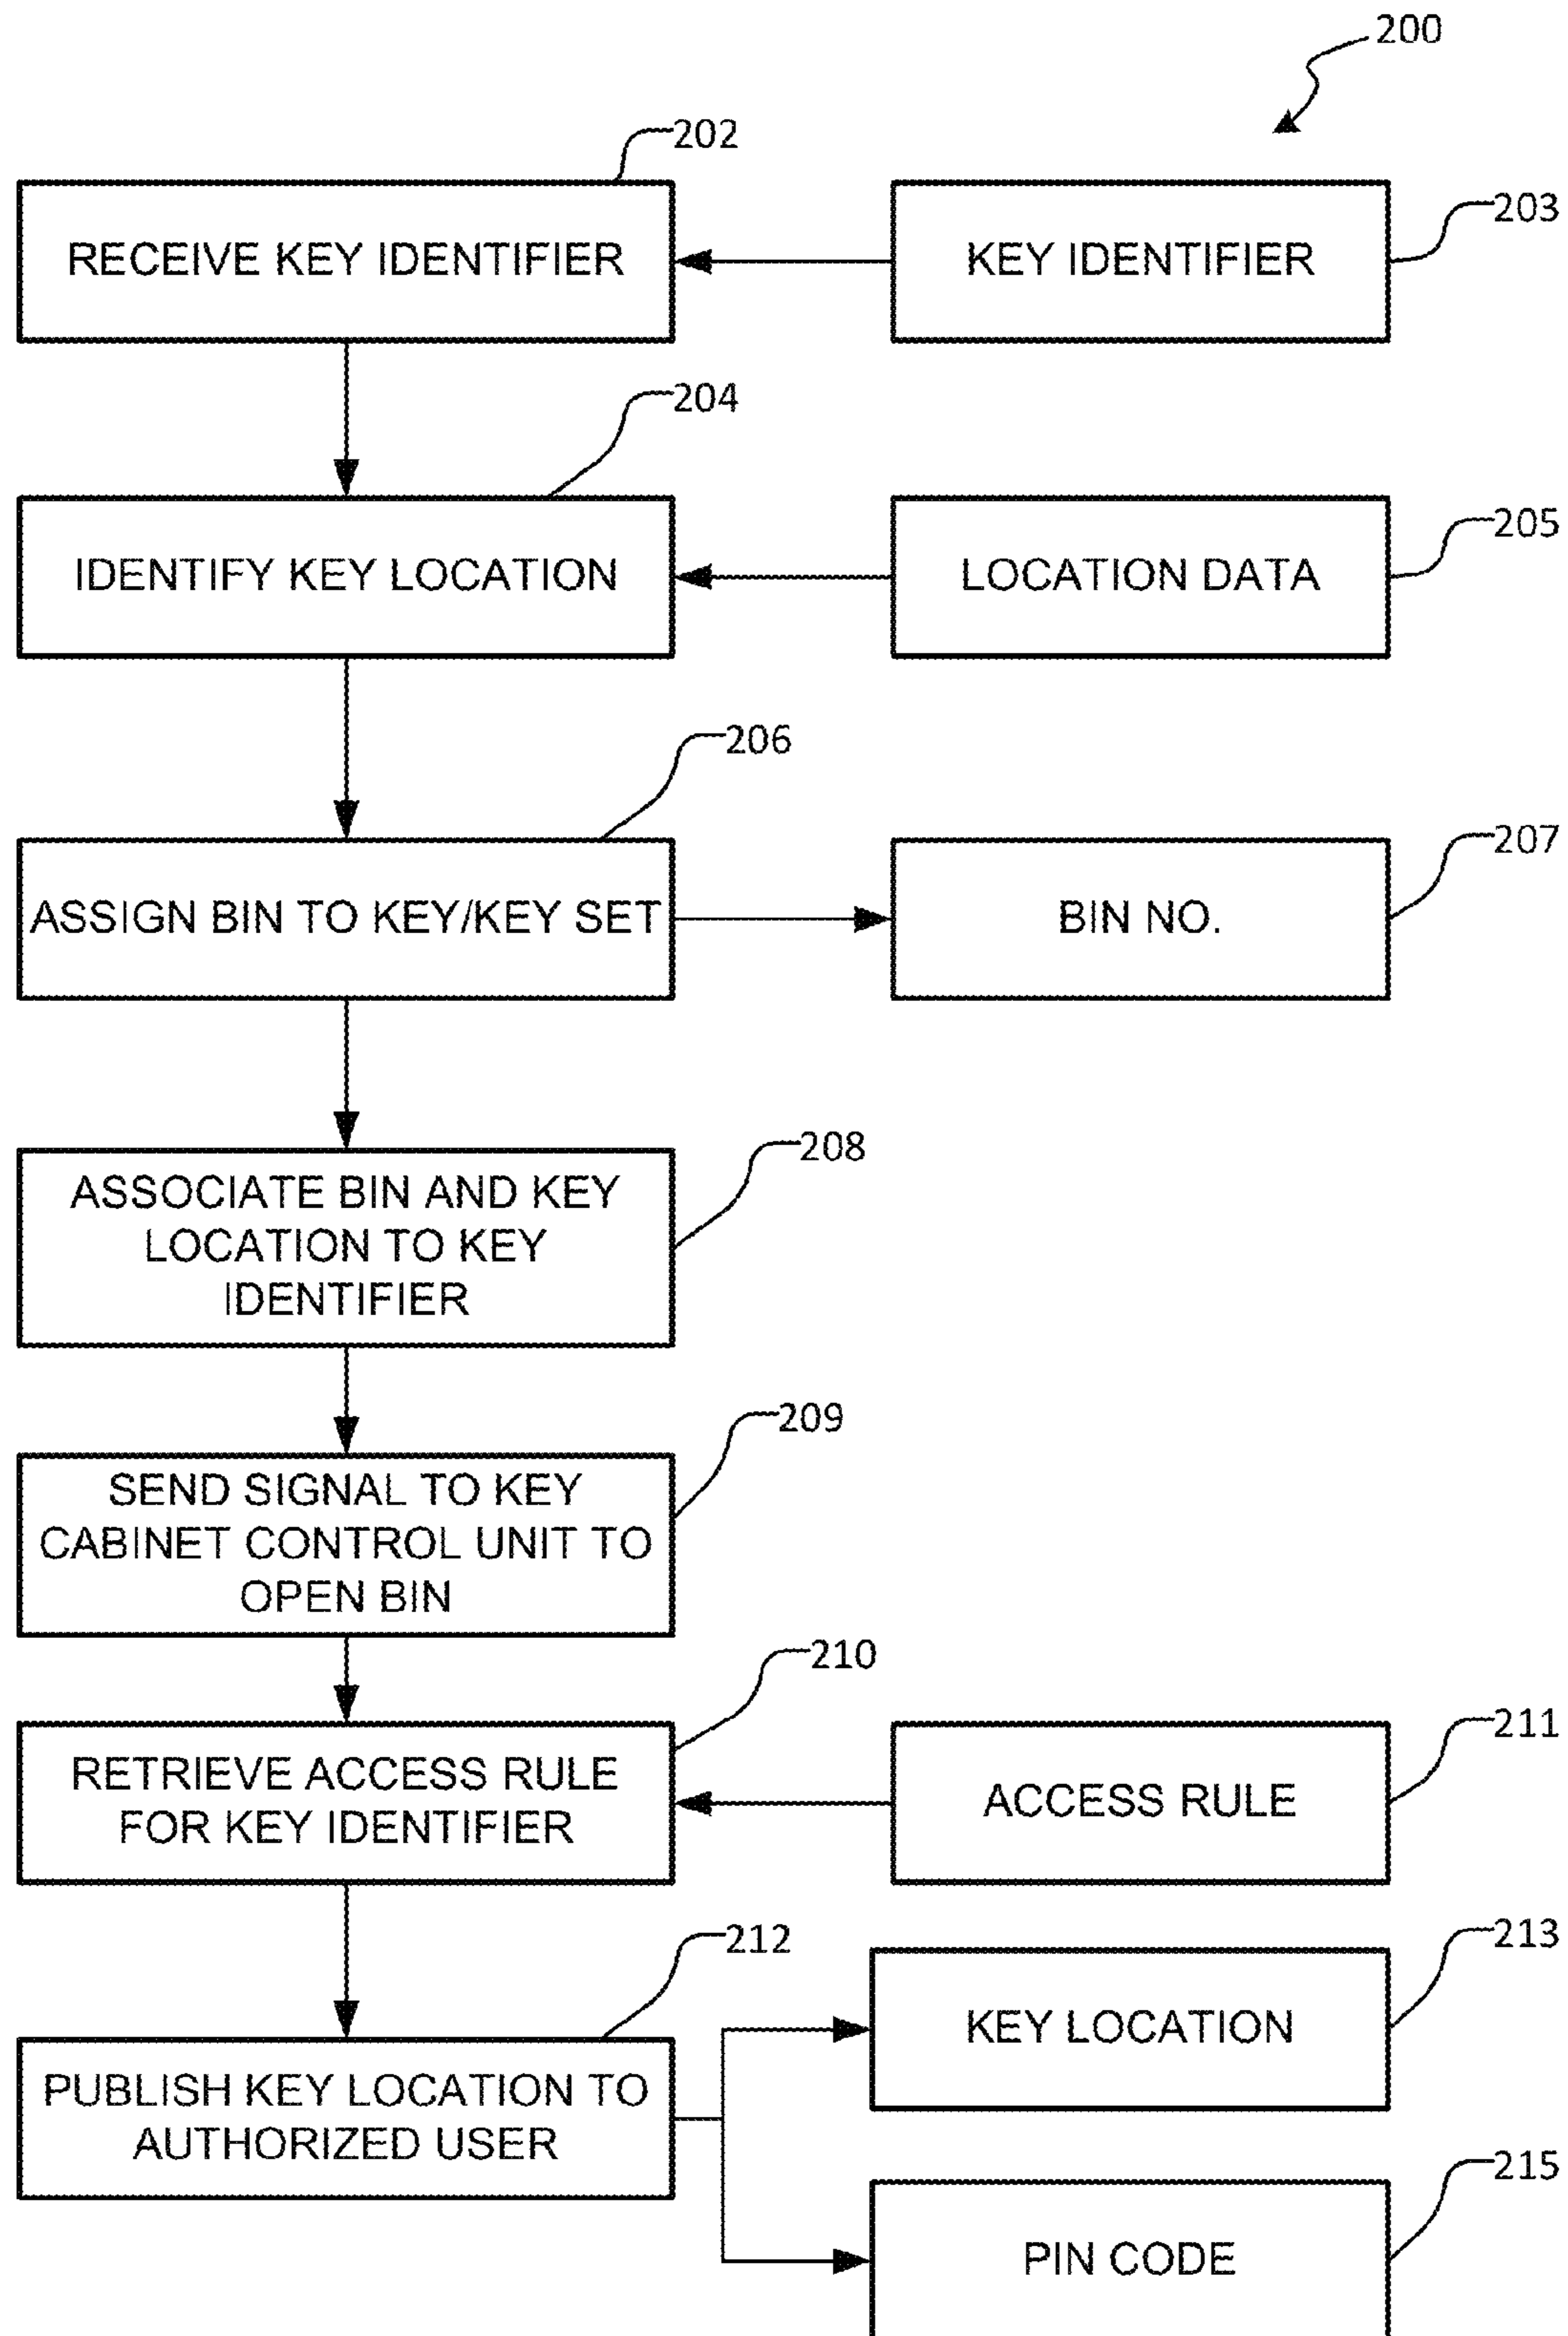 200
202
RECEIVE KEY IDENTIFIER
KEY IDENTIFIER
203
204
IDENTIFY KEY LOCATION
LOCATION DATA
205
206
ASSIGN BIN TO KEY/KEY SET
BIN NO.
207
208
ASSOCIATE BIN AND KEY
LOCATION TO KEY
IDENTIFIER
209
SEND SIGNAL TO KEY
CABINET CONTROL UNIT TO
OPEN BIN
210
RETRIEVE ACCESS RULE
FOR KEY IDENTIFIER
ACCESS RULE
211
212
PUBLISH KEY LOCATION TO
AUTHORIZED USER
KEY LOCATION
213
PIN CODE
215